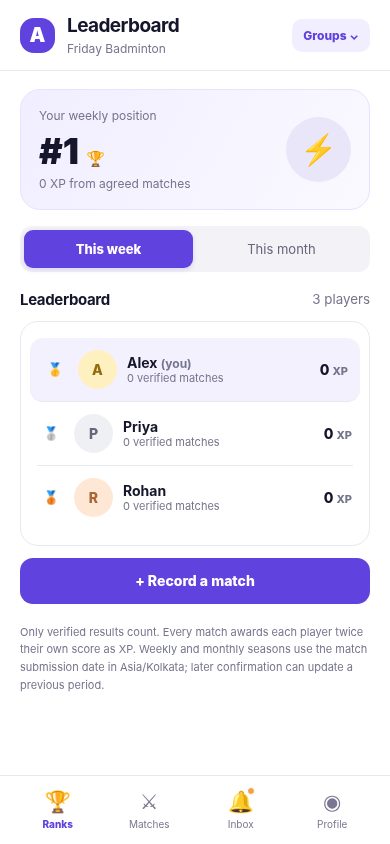 A
Leaderboard
Friday Badminton
Groups
Your weekly position
#1
0 XP from agreed matches
This week
This month
Leaderboard
3 players
A
Alex (you)
0 verified matches
0 XP
P
Priya
0 verified matches
0 XP
R
Rohan
0 verified matches
0 XP
+ Record a match
Only verified results count. Every match awards each player twice
their own score as XP. Weekly and monthly seasons use the match
submission date in Asia/Kolkata; later confirmation can update a
previous period.
Ranks
Matches
Inbox
Profile